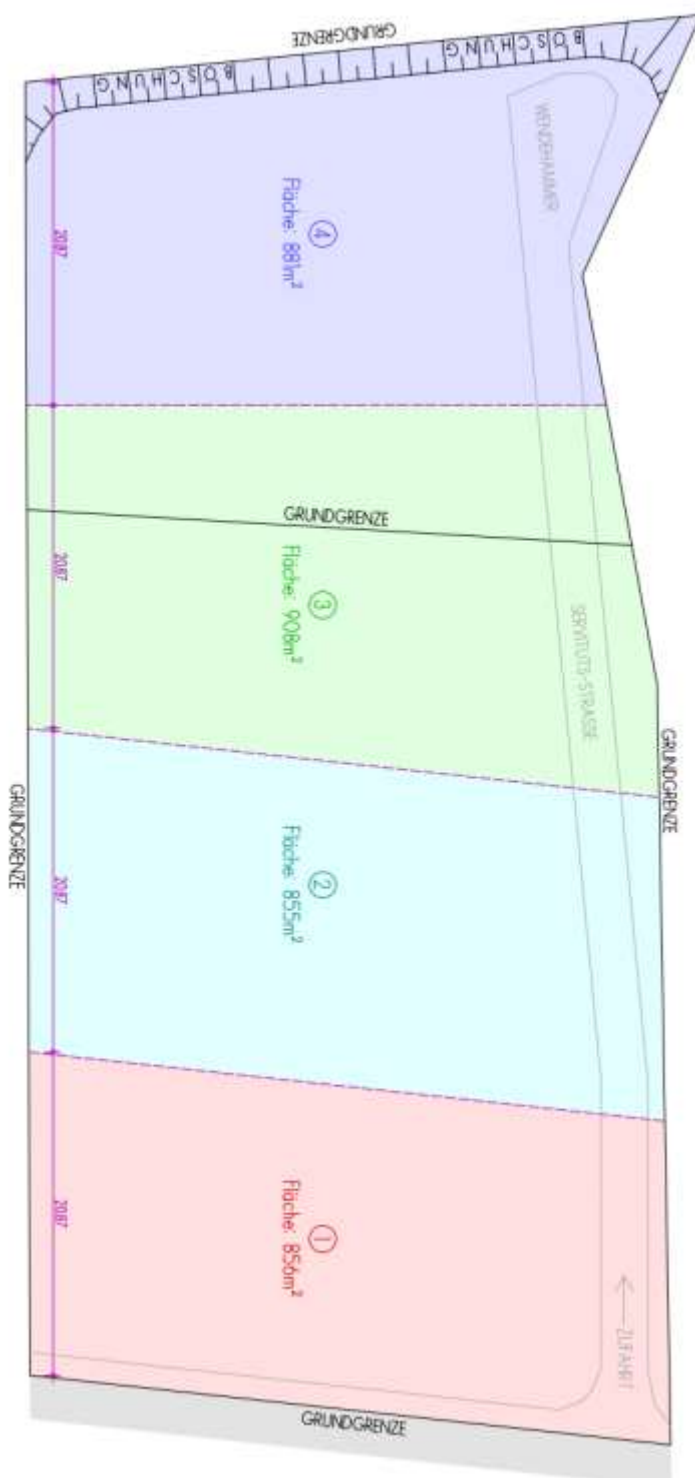 GRUNDGRENZE
BÖSCHUNG
BÖSCHUNG
WENDEHAMMER
4
Fläche: 881m²
20.87
GRUNDGRENZE
3
Fläche: 908m²
20.87
SERVITUTS-STRASSE
GRUNDGRENZE
GRUNDGRENZE
2
Fläche: 855m²
20.87
1
Fläche: 856m²
20.87
ZUFAHRT
GRUNDGRENZE